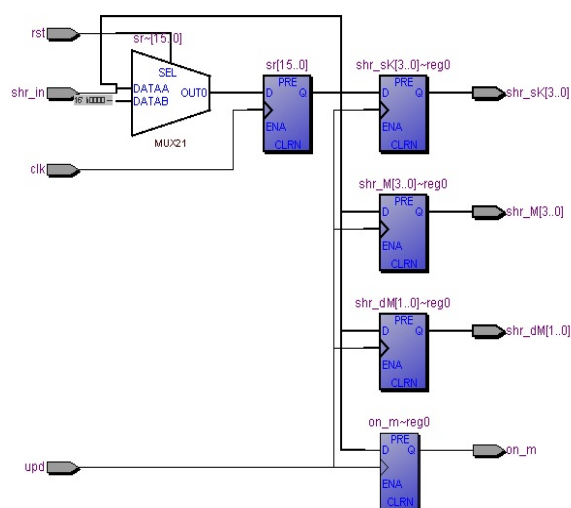 rst
sr~[15..0]
SEL
DATAA
OUT0
DATAB
shr_in
16' h0000 --
MUX21
clk
sr[15..0]
PRE
D Q
ENA
CLRN
shr_sK[3..0]~reg0
PRE
D Q
ENA
CLRN
shr_sK[3..0]
shr_M[3..0]~reg0
PRE
D Q
ENA
CLRN
shr_M[3..0]
shr_dM[1..0]~reg0
PRE
D Q
ENA
CLRN
shr_dM[1..0]
on_m~reg0
PRE
D Q
ENA
CLRN
on_m
upd